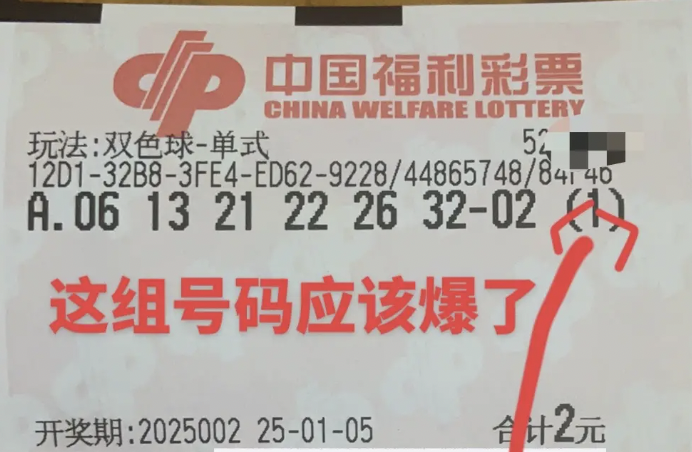 中国福利彩票
CHINA WELFARE LOTTERY
玩法:双色球-单式 52
12D1-32B8-3FE4-ED62-9228/44865748/84F46
A.06 13 21 22 26 32-02 (1)
这组号码应该爆了
开奖期:2025002 25-01-05 合计2元